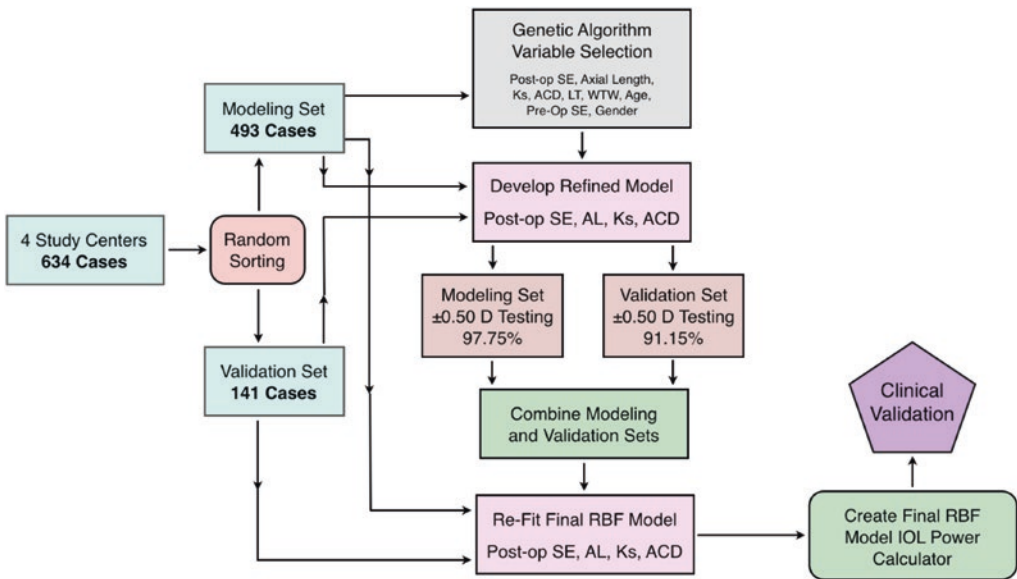 Genetic Algorithm
Variable Selection
Post-op SE, Axial Length,
Ks, ACD, LT, WTW, Age,
Pre-Op SE, Gender
Modeling Set
493 Cases
Develop Refined Model
Post-op SE, AL, Ks, ACD
4 Study Centers
634 Cases
Random
Sorting
Modeling Set
±0.50 D Testing
97.75%
Validation Set
±0.50 D Testing
91.15%
Validation Set
141 Cases
Combine Modeling
and Validation Sets
Clinical
Validation
Re-Fit Final RBF Model
Post-op SE, AL, Ks, ACD
Create Final RBF
Model IOL Power
Calculator